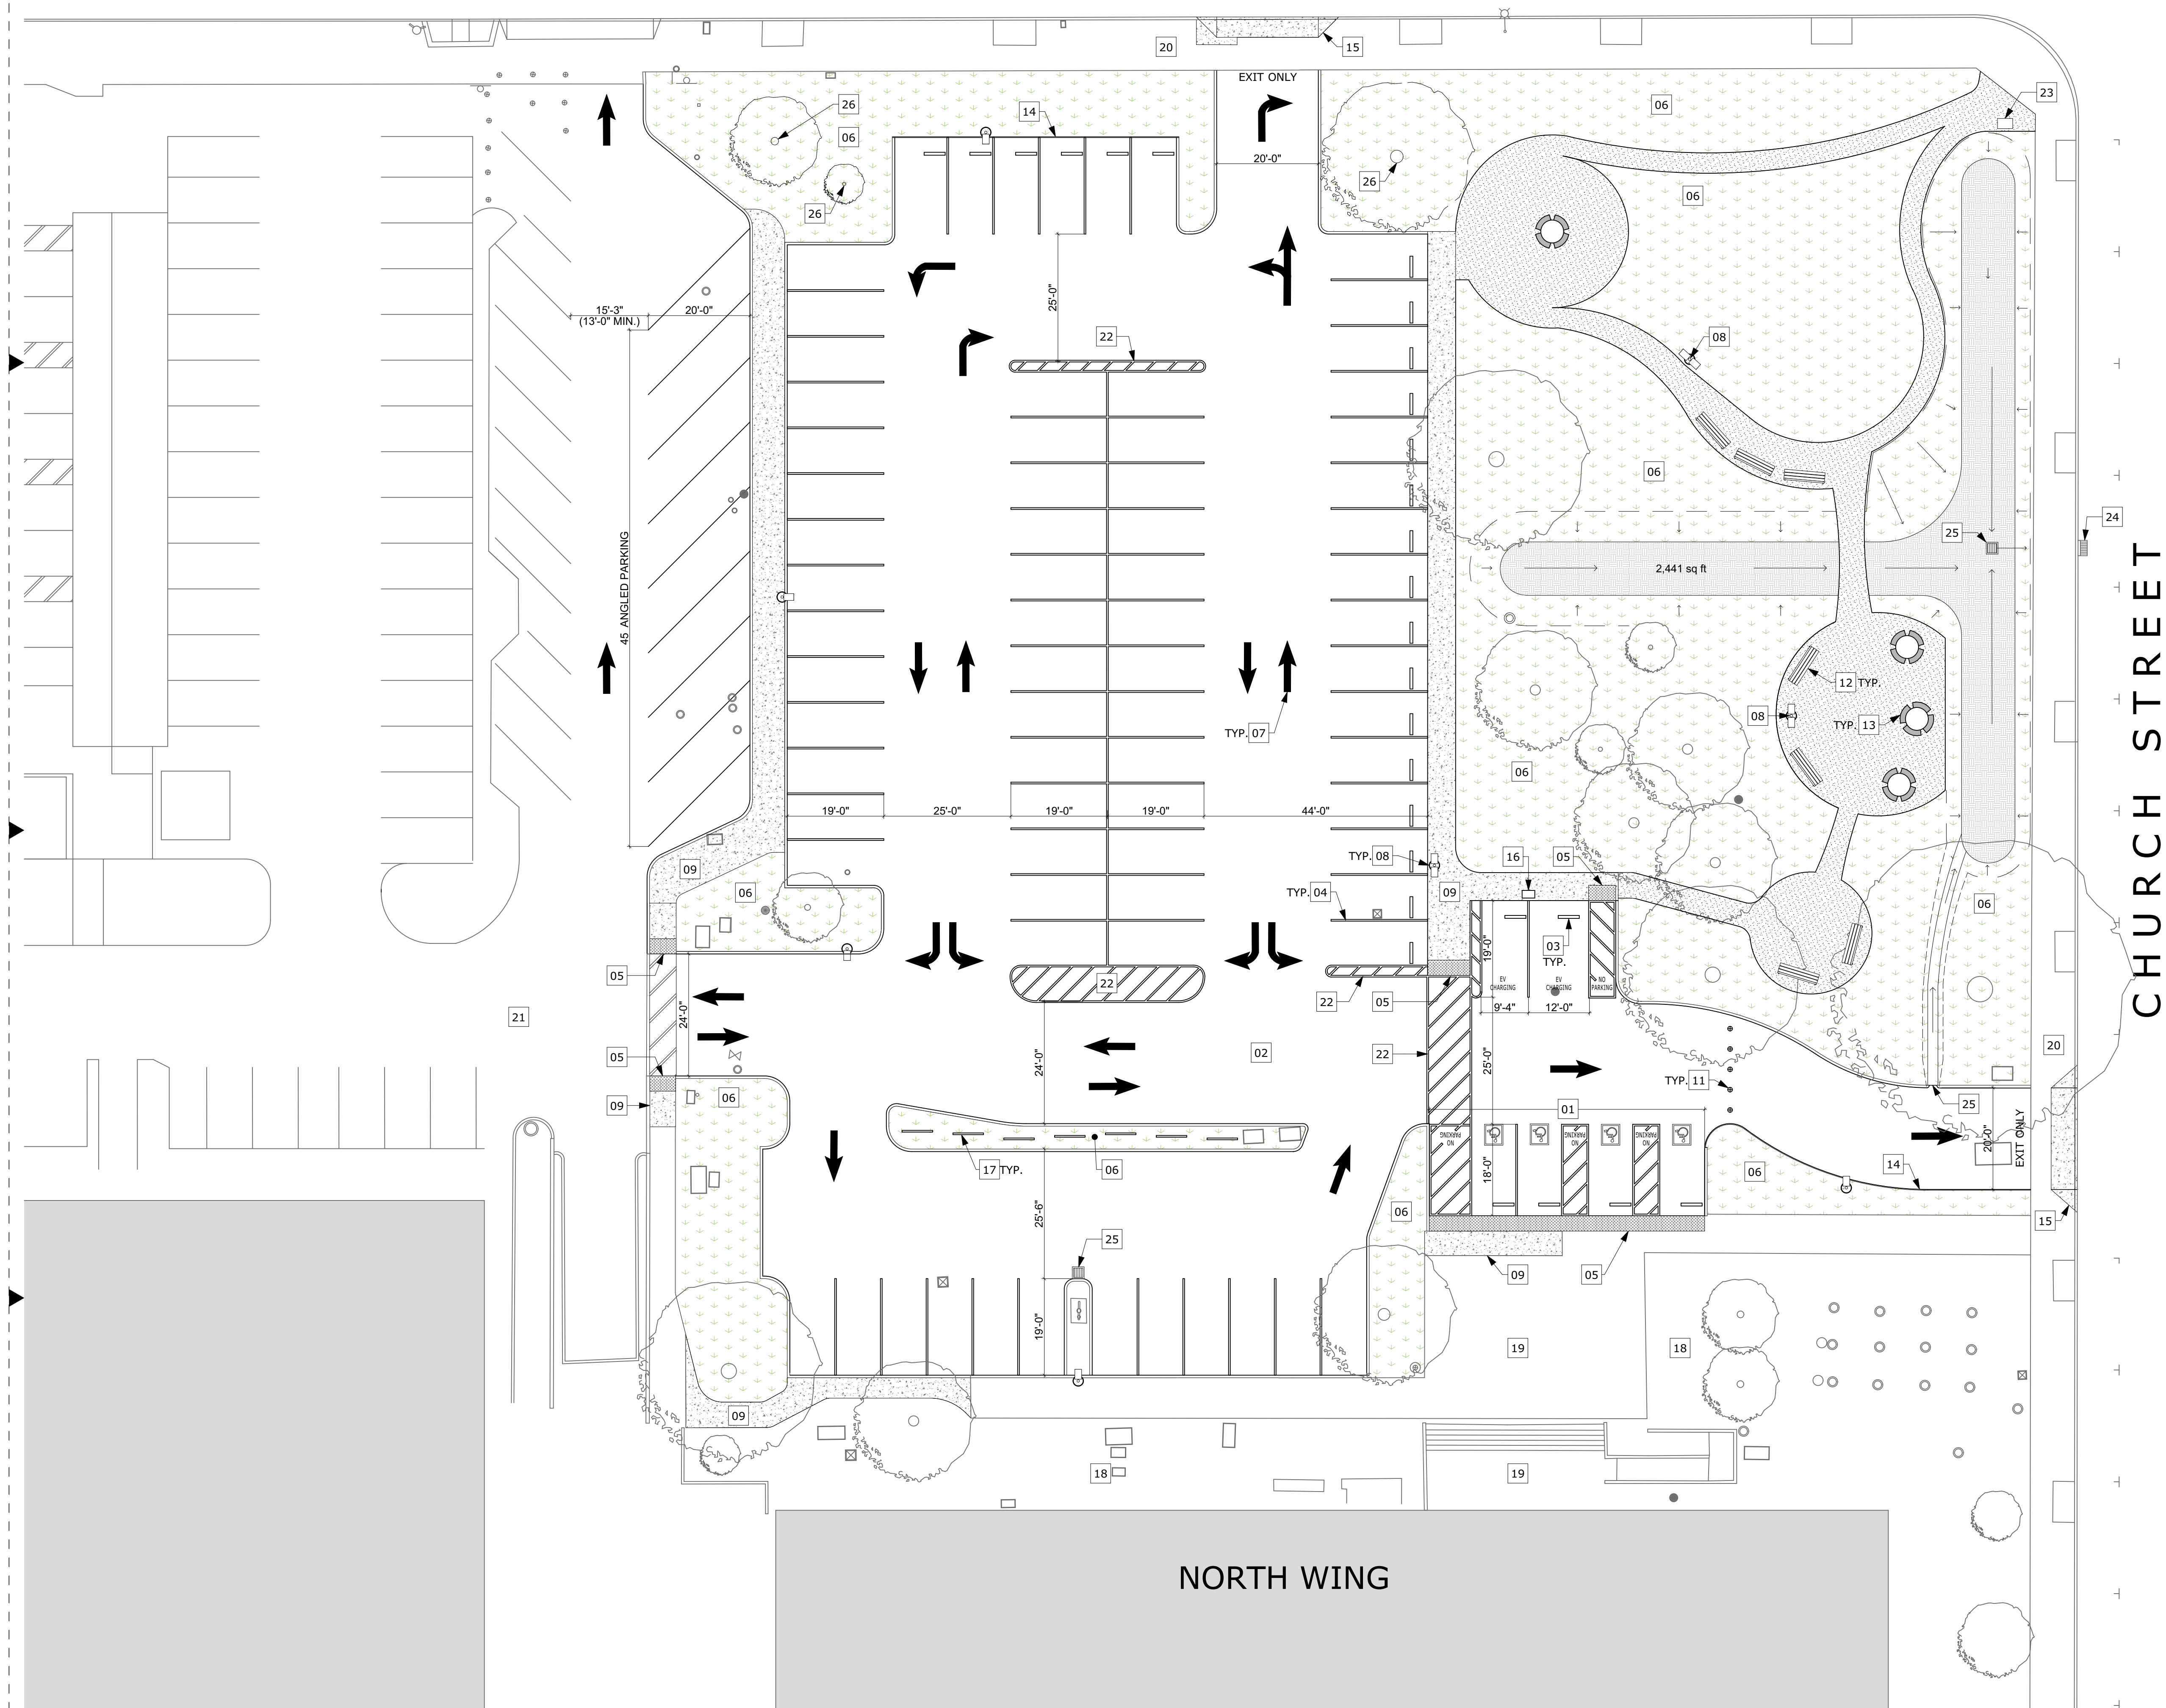 20
15
EXIT ONLY
23
26
14
06
06
20'-0"
26
06
26
25'-0"
15'-3"
(13'-0" MIN.)
20'-0"
22
08
06
24
25
2,441 sq ft
45 ANGLED PARKING
CHURCH STREET
12 TYP.
08
TYP. 13
TYP. 07
06
19'-0"
25'-0"
19'-0"
19'-0"
44'-0"
TYP. 08
16
05
09
06
09
TYP. 04
06
03
TYP.
19'-0"
05
EV
CHARGING
EV
CHARGING
NO
PARKING
22
22
05
9'-4"
12'-0"
21
24'-0"
02
22
20
05
24'-0"
25'-0"
TYP. 11
09
06
01
25
NO
PARKING
NO
PARKING
NO
PARKING
EXIT ONLY
20'-0"
17 TYP.
06
18'-0"
06
14
25'-6"
06
15
25
09
05
19'-0"
19
18
09
18
19
NORTH WING